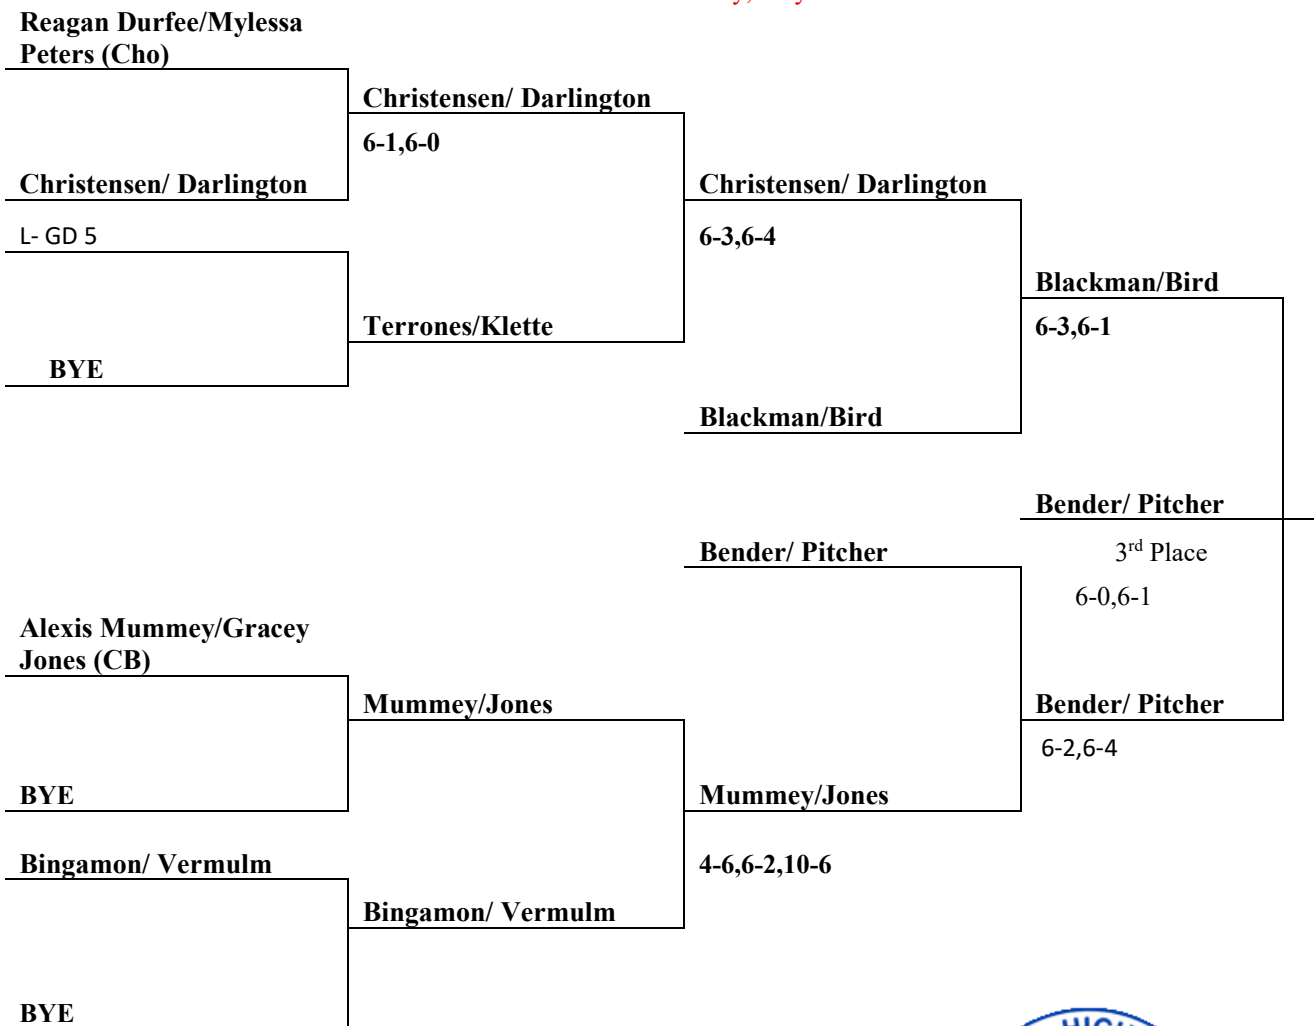 Reagan Durfee/Mylessa
Peters (Cho)
Christensen/ Darlington
6-1,6-0
Christensen/ Darlington
Christensen/ Darlington
L- GD 5
6-3,6-4
Blackman/Bird
Terrones/Klette
6-3,6-1
BYE
Blackman/Bird
Bender/ Pitcher
Bender/ Pitcher
3rd Place
6-0,6-1
Alexis Mummey/Gracey
Jones (CB)
Mummey/Jones
Bender/ Pitcher
6-2,6-4
BYE
Mummey/Jones
Bingamon/ Vermulm
4-6,6-2,10-6
Bingamon/ Vermulm
BYE